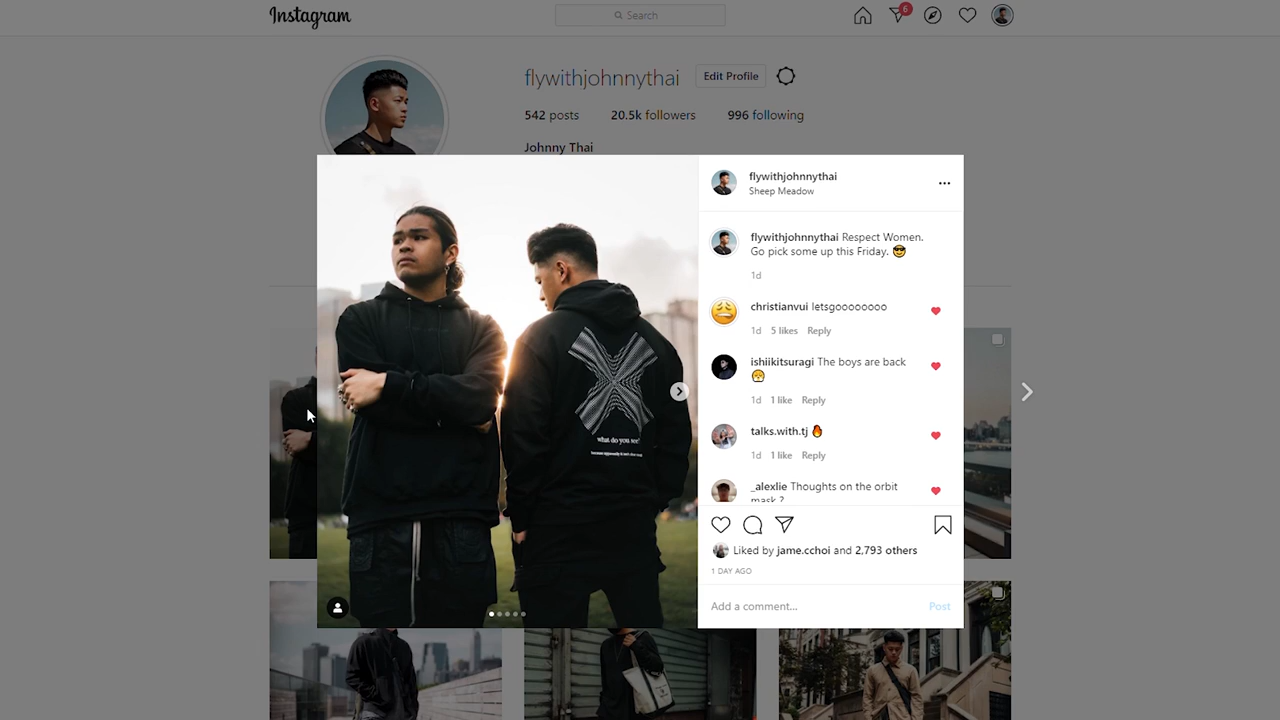 Instagram
Search
6
flywithjohnnythai
Edit Profile
542 posts
20.5k followers
996 following
Johnny Thai
flywithjohnnythai
Sheep Meadow
flywithjohnnythai Respect Women.
Go pick some up this Friday. 😎
1d
christianvui letsgoooooooo
1d 5 likes Reply
ishiikitsuragi The boys are back
1d 1 like Reply
talks.with.tj 🔥
1d 1 like Reply
_alexlie Thoughts on the orbit
mask ?
Liked by jame.cchoi and 2,793 others
1 DAY AGO
Add a comment...
Post
what do you see?